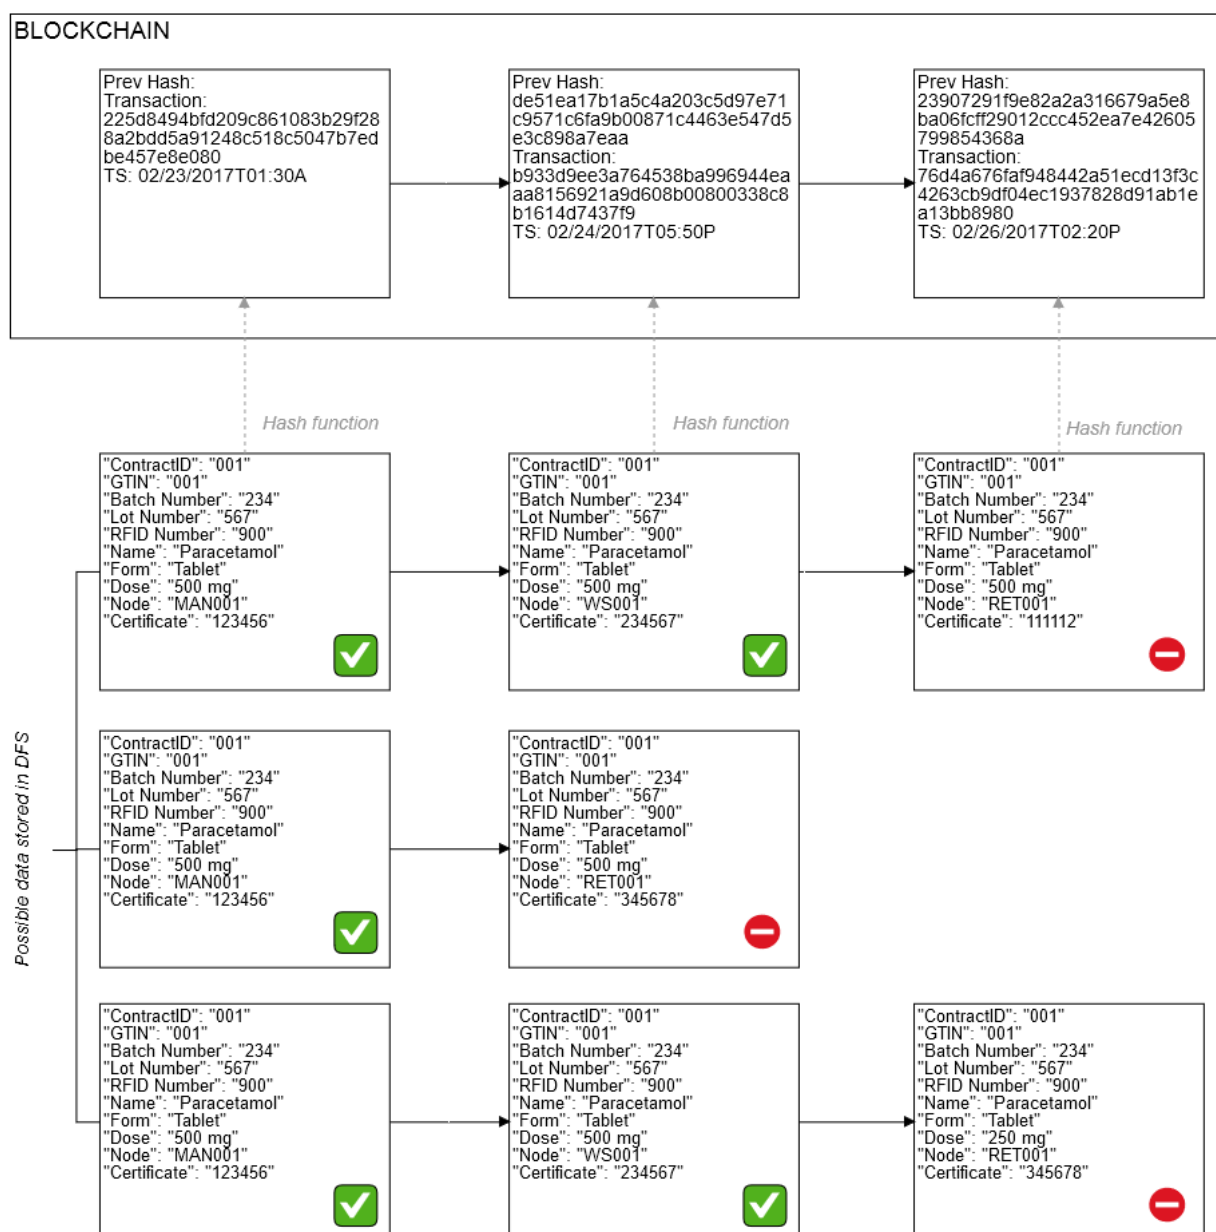 BLOCKCHAIN
Prev Hash:
Transaction:
225d8494bfd209c861083b29f28
8a2bdd5a91248c518c5047b7ed
be457e8e080
TS: 02/23/2017T01:30A
Prev Hash:
de51ea17b1a5c4a203c5d97e71
c9571c6fa9b00871c4463e547d5
e3c898a7eaa
Transaction:
b933d9ee3a764538ba996944ea
aa8156921a9d608b00800338c8
b1614d7437f9
TS: 02/24/2017T05:50P
Prev Hash:
23907291f9e82a2a316679a5e8
ba06fcff29012ccc452ea7e42605
799854368a
Transaction:
76d4a676faf948442a51ecd13f3c
4263cb9df04ec1937828d91ab1e
a13bb8980
TS: 02/26/2017T02:20P
Hash function
Hash function
Hash function
Possible data stored in DFS
"ContractID": "001"
"GTIN": "001"
"Batch Number": "234"
"Lot Number": "567"
"RFID Number": "900"
"Name": "Paracetamol"
"Form": "Tablet"
"Dose": "500 mg"
"Node": "MAN001"
"Certificate": "123456"
"ContractID": "001"
"GTIN": "001"
"Batch Number": "234"
"Lot Number": "567"
"RFID Number": "900"
"Name": "Paracetamol"
"Form": "Tablet"
"Dose": "500 mg"
"Node": "WS001"
"Certificate": "234567"
"ContractID": "001"
"GTIN": "001"
"Batch Number": "234"
"Lot Number": "567"
"RFID Number": "900"
"Name": "Paracetamol"
"Form": "Tablet"
"Dose": "500 mg"
"Node": "RET001"
"Certificate": "111112"
"ContractID": "001"
"GTIN": "001"
"Batch Number": "234"
"Lot Number": "567"
"RFID Number": "900"
"Name": "Paracetamol"
"Form": "Tablet"
"Dose": "500 mg"
"Node": "MAN001"
"Certificate": "123456"
"ContractID": "001"
"GTIN": "001"
"Batch Number": "234"
"Lot Number": "567"
"RFID Number": "900"
"Name": "Paracetamol"
"Form": "Tablet"
"Dose": "500 mg"
"Node": "RET001"
"Certificate": "345678"
"ContractID": "001"
"GTIN": "001"
"Batch Number": "234"
"Lot Number": "567"
"RFID Number": "900"
"Name": "Paracetamol"
"Form": "Tablet"
"Dose": "500 mg"
"Node": "MAN001"
"Certificate": "123456"
"ContractID": "001"
"GTIN": "001"
"Batch Number": "234"
"Lot Number": "567"
"RFID Number": "900"
"Name": "Paracetamol"
"Form": "Tablet"
"Dose": "500 mg"
"Node": "WS001"
"Certificate": "234567"
"ContractID": "001"
"GTIN": "001"
"Batch Number": "234"
"Lot Number": "567"
"RFID Number": "900"
"Name": "Paracetamol"
"Form": "Tablet"
"Dose": "250 mg"
"Node": "RET001"
"Certificate": "345678"